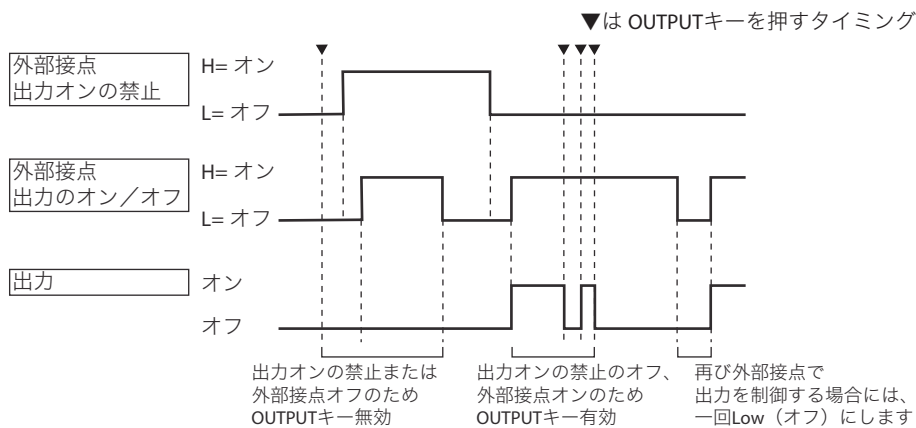 ▼は OUTPUTキーを押すタイミング
外部接点
出力オンの禁止
H= オン
L= オフ
外部接点
出力のオン／オフ
H= オン
L= オフ
出力
オン
オフ
出力オンの禁止または
外部接点オフのため
OUTPUTキー無効
出力オンの禁止のオフ、
外部接点オンのため
OUTPUTキー有効
再び外部接点で
出力を制御する場合には、
一回Low（オフ）にします